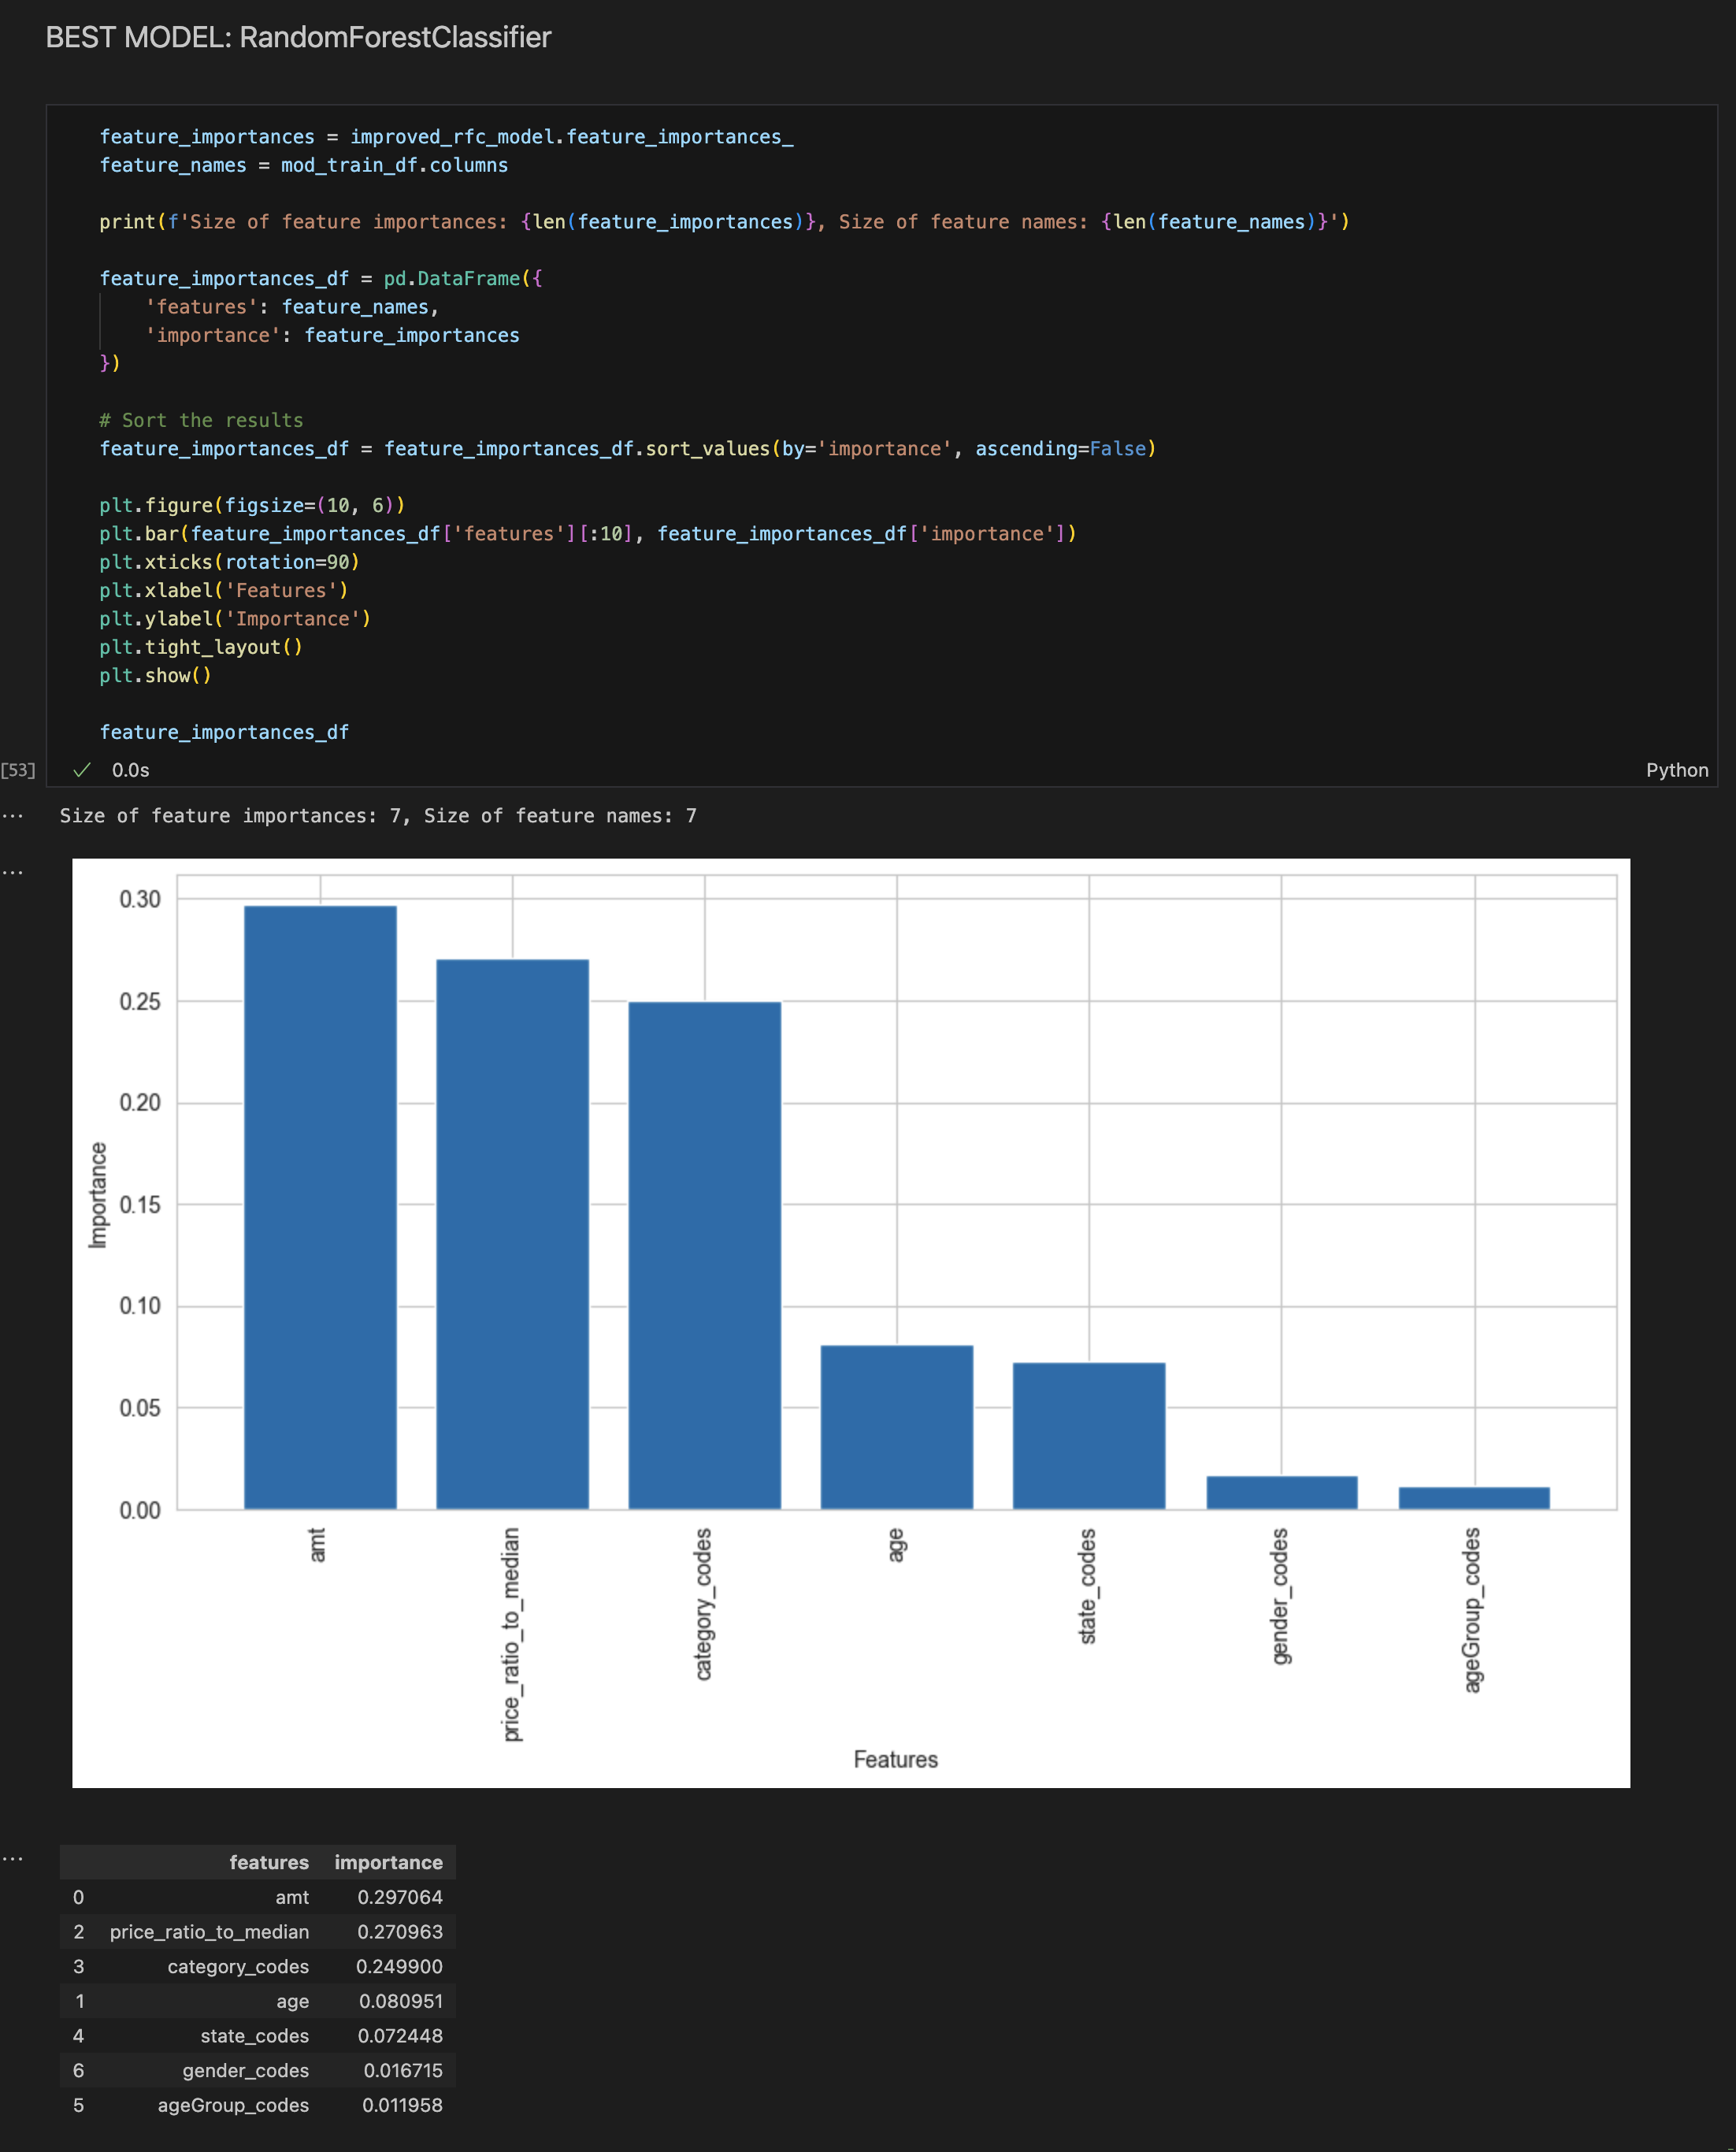 BEST MODEL: RandomForestClassifier
feature_importances = improved_rfc_model.feature_importances_
feature_names = mod_train_df.columns
print(f'Size of feature importances: {len(feature_importances)}, Size of feature names: {len(feature_names)}')
feature_importances_df = pd.DataFrame({
    'features': feature_names,
    'importance': feature_importances
})
# Sort the results
feature_importances_df = feature_importances_df.sort_values(by='importance', ascending=False)
plt.figure(figsize=(10, 6))
plt.bar(feature_importances_df['features'][:10], feature_importances_df['importance'])
plt.xticks(rotation=90)
plt.xlabel('Features')
plt.ylabel('Importance')
plt.tight_layout()
plt.show()
feature_importances_df
[53] 0.0s Python
... Size of feature importances: 7, Size of feature names: 7
...
0.30
0.25
0.20
0.15
0.10
0.05
0.00
Importance
amt
price_ratio_to_median
category_codes
age
state_codes
gender_codes
ageGroup_codes
Features
...
features importance
0 amt 0.297064
2 price_ratio_to_median 0.270963
3 category_codes 0.249900
1 age 0.080951
4 state_codes 0.072448
6 gender_codes 0.016715
5 ageGroup_codes 0.011958